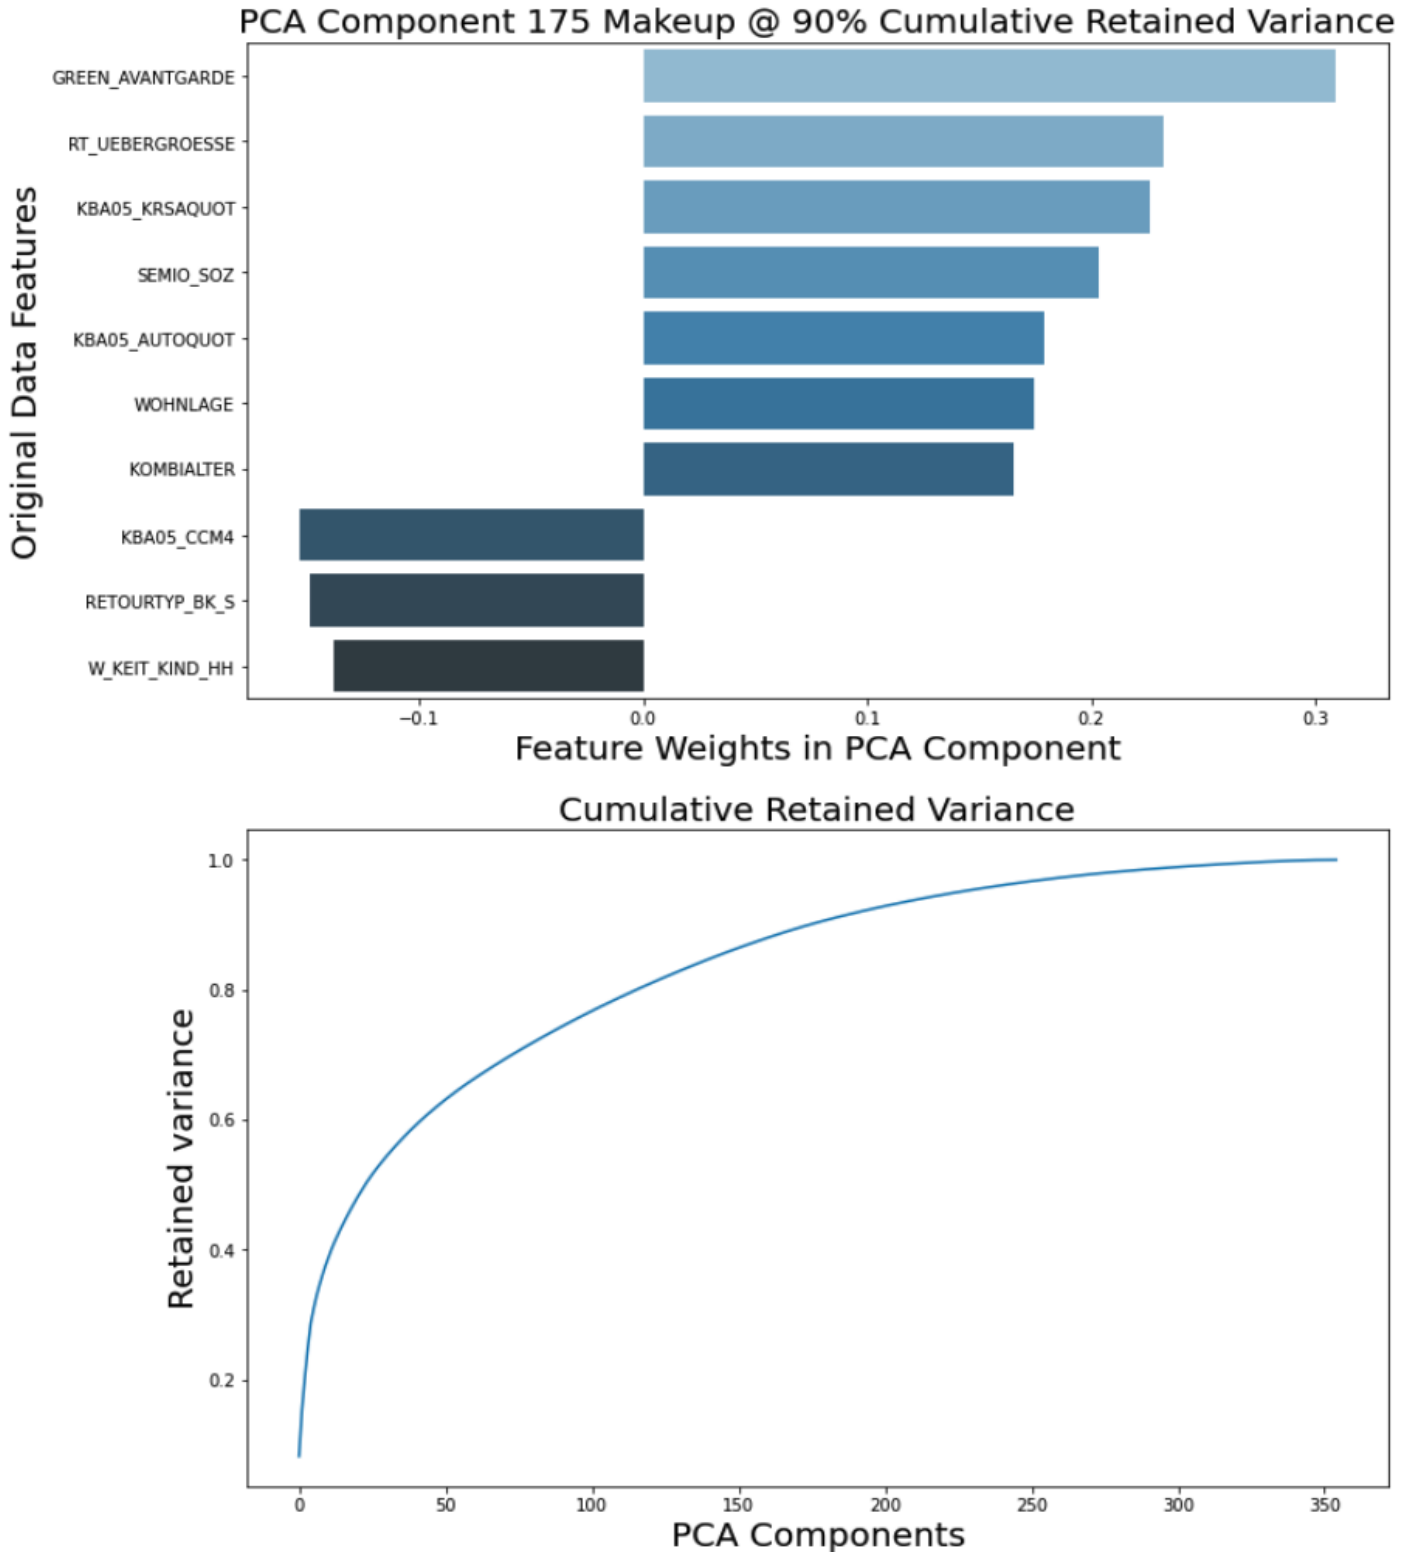 PCA Component 175 Makeup @ 90% Cumulative Retained Variance
Original Data Features
GREEN_AVANTGARDE
RT_UEBERGROESSE
KBA05_KRSAQUOT
SEMIO_SOZ
KBA05_AUTOQUOT
WOHNLAGE
KOMBIALTER
KBA05_CCM4
RETOURTYP_BK_S
W_KEIT_KIND_HH
−0.1 0.0 0.1 0.2 0.3
Feature Weights in PCA Component
Cumulative Retained Variance
Retained variance
1.0
0.8
0.6
0.4
0.2
0 50 100 150 200 250 300 350
PCA Components